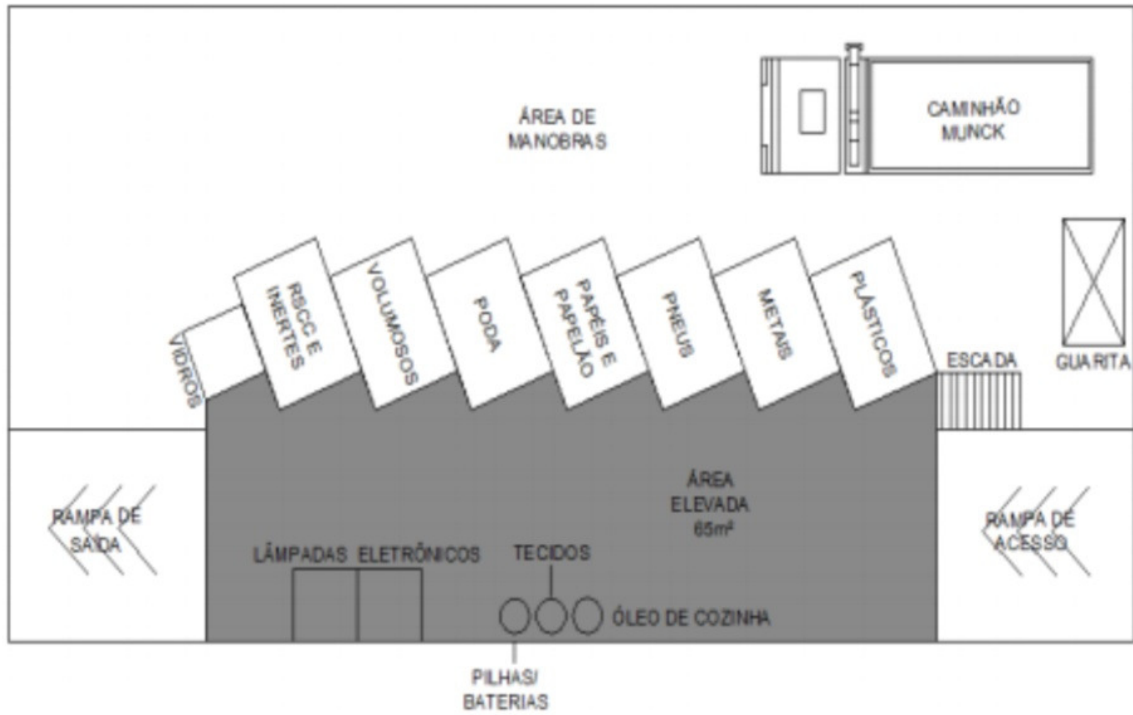 ÁREA DE
MANOBRAS
CAMINHÃO
MUNCK
VIDROS
RSCC E
INERTES
VOLUMOSOS
PODA
PAPÉIS E
PAPELÃO
PNEUS
METAIS
PLÁSTICOS
ESCADA
GUARITA
RAMPA DE
SAÍDA
ÁREA
ELEVADA
65m²
RAMPA DE
ACESSO
LÂMPADAS ELETRÔNICOS
TECIDOS
ÓLEO DE COZINHA
PILHAS/
BATERIAS